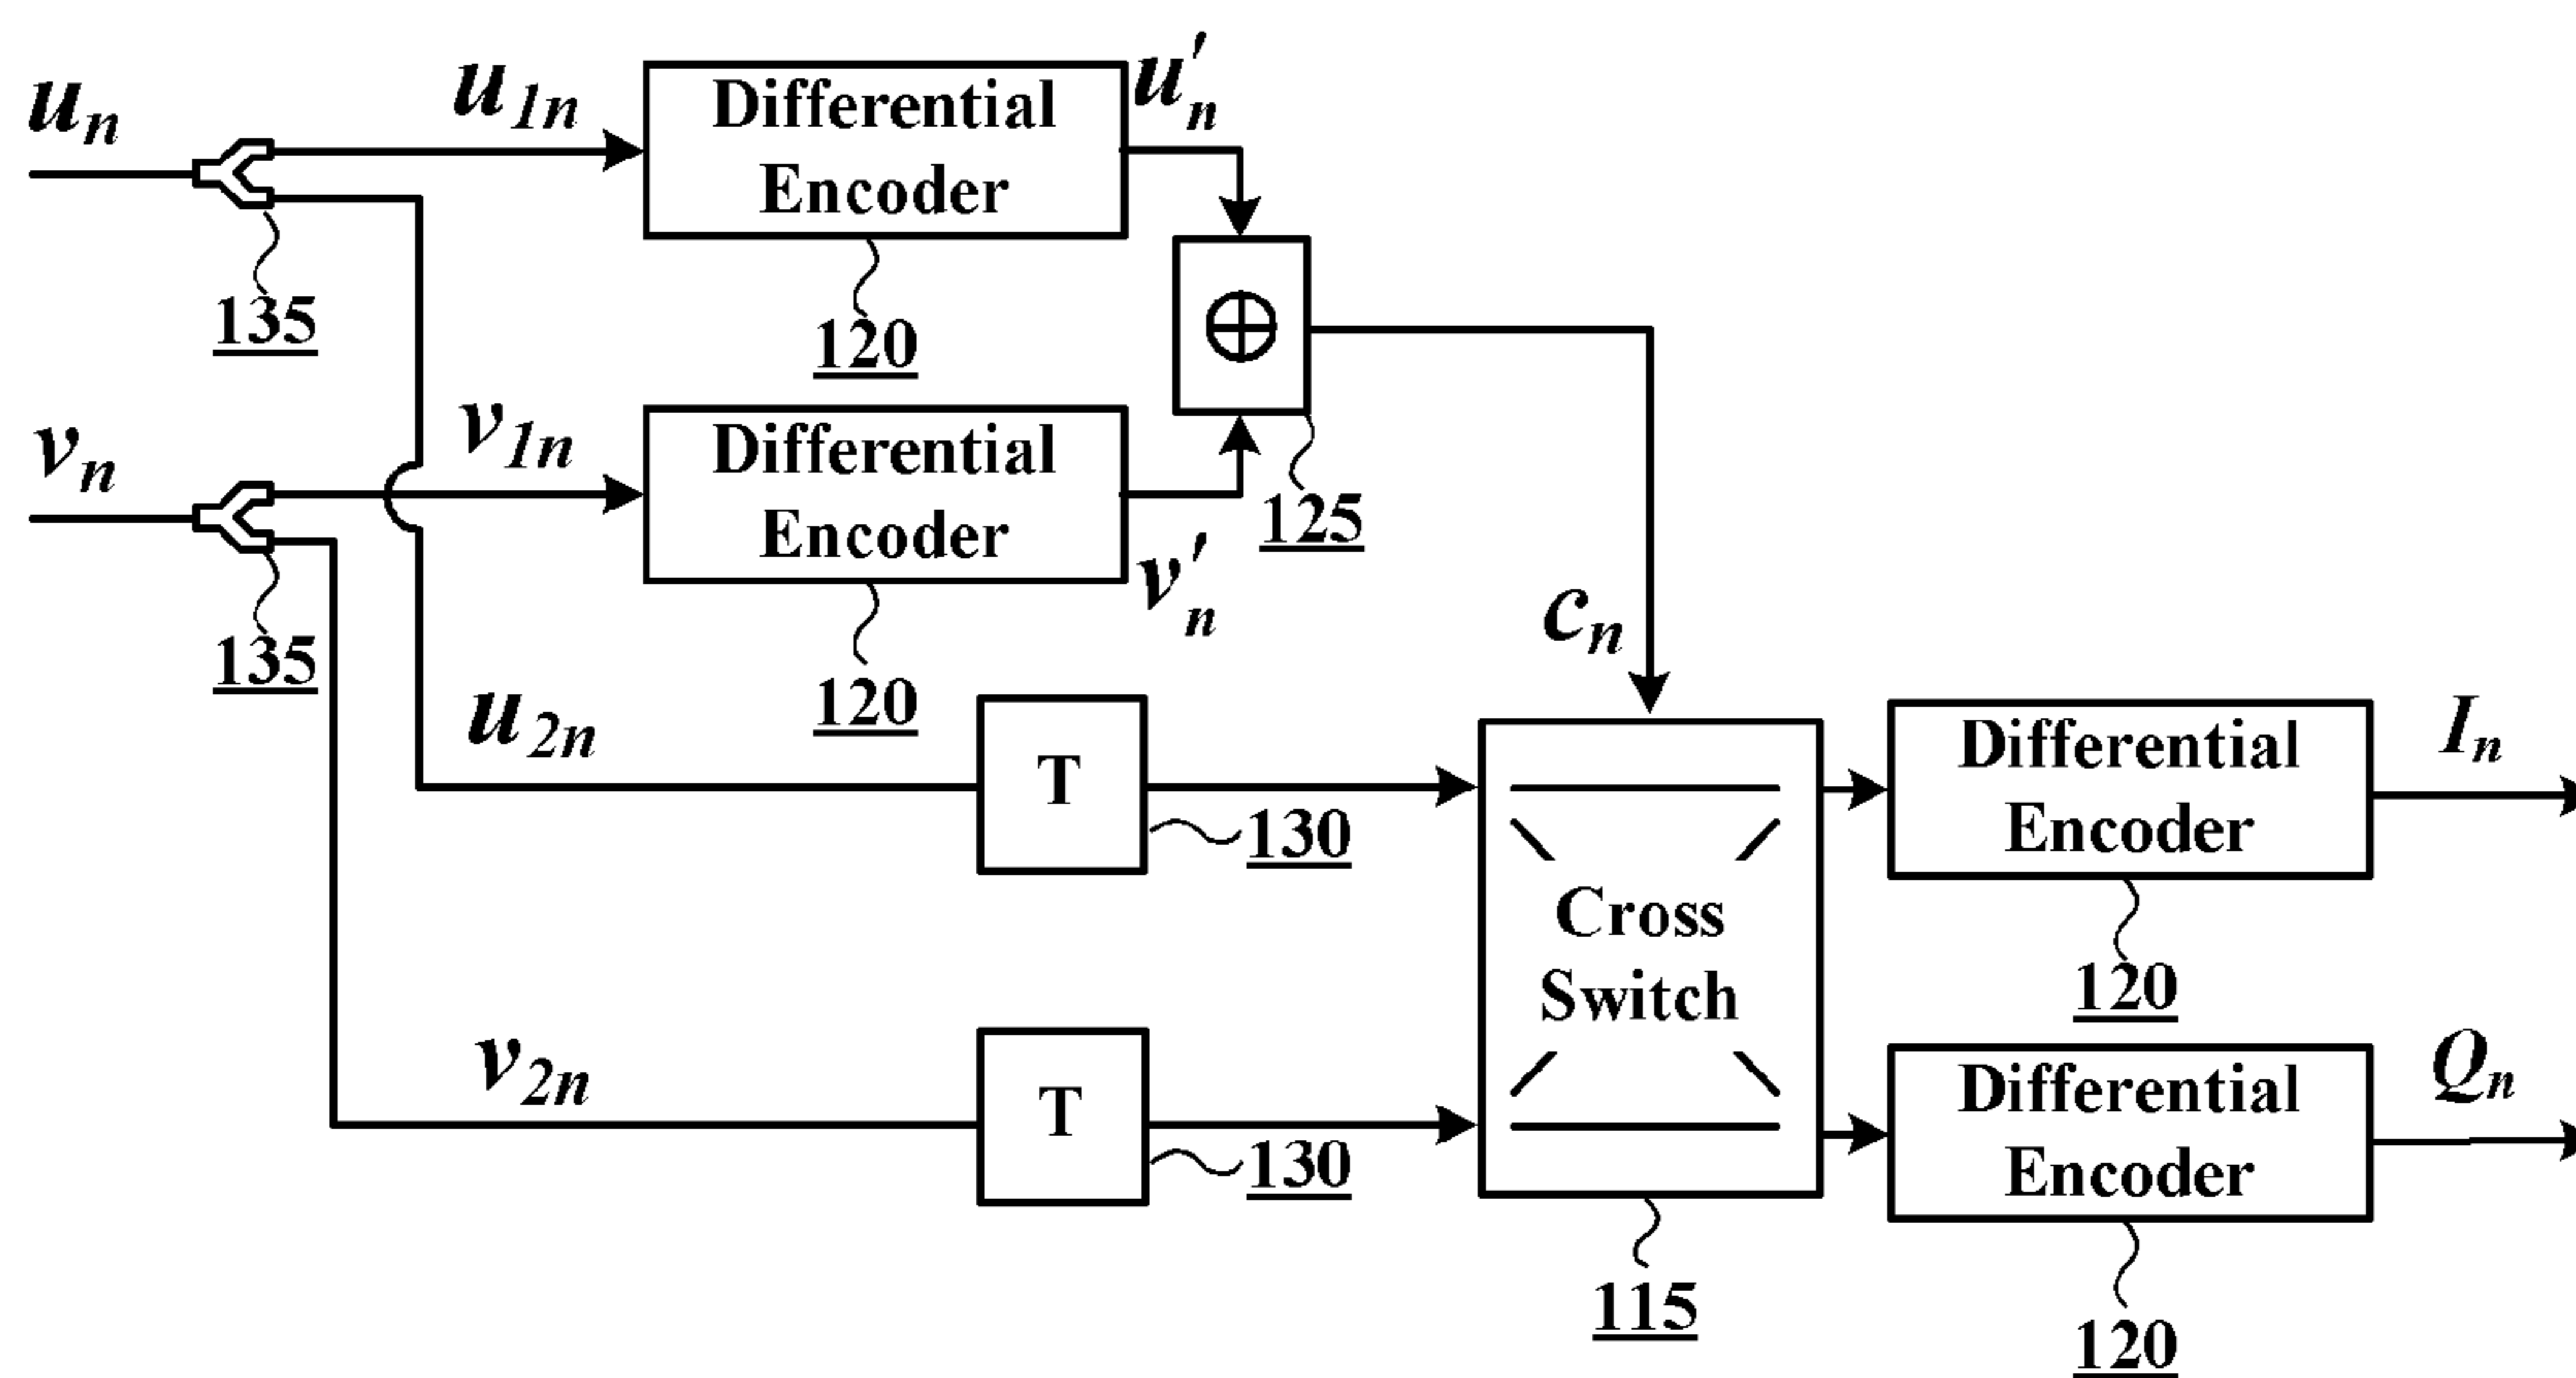 uₙ
u₁ₙ
Differential
Encoder
u′ₙ
135
120
vₙ
v₁ₙ
Differential
Encoder
v′ₙ
⊕
125
135
120
cₙ
u₂ₙ
T
130
v₂ₙ
T
130
Cross
Switch
115
Differential
Encoder
Iₙ
120
Differential
Encoder
Qₙ
120